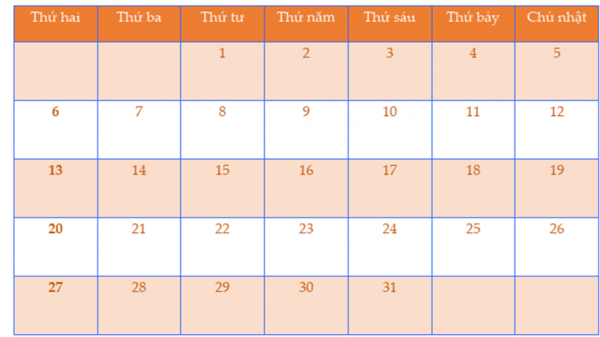 Thứ hai Thứ ba Thứ tư Thứ năm Thứ sáu Thứ bảy Chủ nhật
1 2 3 4 5
6 7 8 9 10 11 12
13 14 15 16 17 18 19
20 21 22 23 24 25 26
27 28 29 30 31